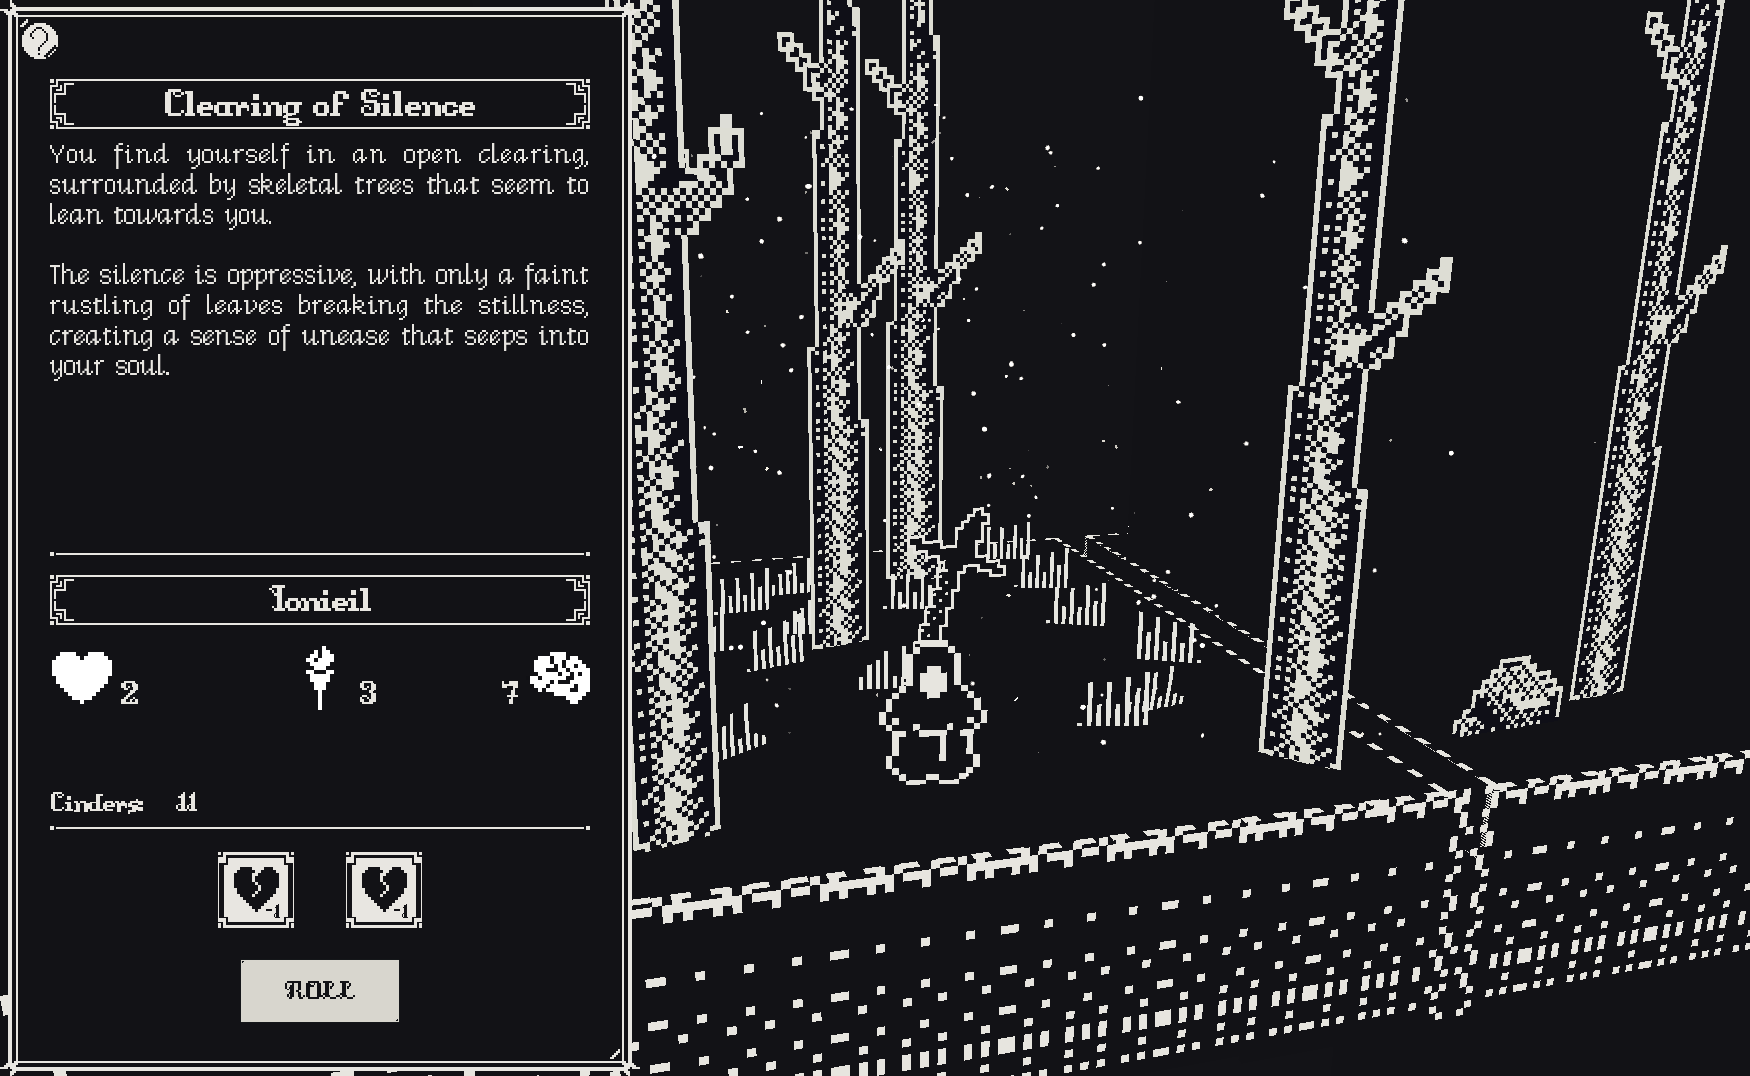 ?
Clearing of Silence
You find yourself in an open clearing,
surrounded by skeletal trees that seem to
lean towards you.
The silence is oppressive, with only a faint
rustling of leaves breaking the stillness,
creating a sense of unease that seeps into
your soul.
Ionieil
2 3 7
Cinders: 11
-1 -1
ROLL